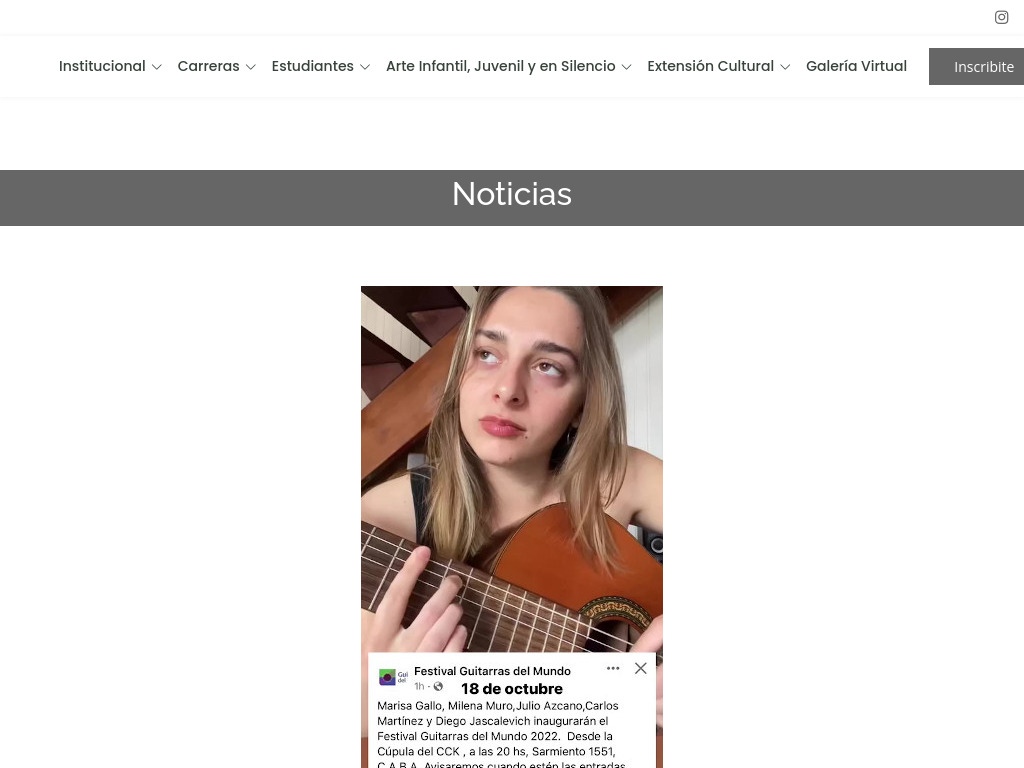 Institucional Carreras Estudiantes Arte Infantil, Juvenil y en Silencio Extensión Cultural Galería Virtual Inscribite
Noticias
Gui
del
Festival Guitarras del Mundo
1h ·
18 de octubre
Marisa Gallo, Milena Muro,Julio Azcano,Carlos
Martínez y Diego Jascalevich inaugurarán el
Festival Guitarras del Mundo 2022. Desde la
Cúpula del CCK , a las 20 hs, Sarmiento 1551,
C.A.B.A. Avisaremos cuando estén las entradas